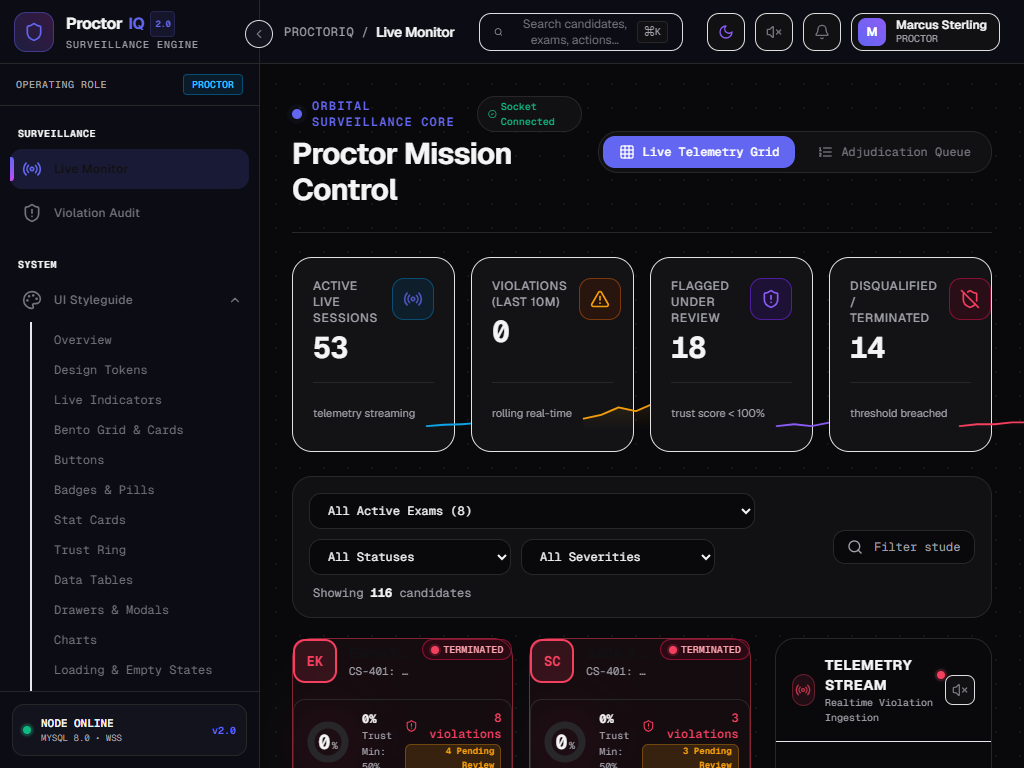 Proctor IQ 2.0
SURVEILLANCE ENGINE
PROCTORIQ / Live Monitor
Search candidates, exams, actions… ⌘K
M
Marcus Sterling
PROCTOR
OPERATING ROLE
PROCTOR
SURVEILLANCE
Live Monitor
Violation Audit
SYSTEM
UI Styleguide
Overview
Design Tokens
Live Indicators
Bento Grid & Cards
Buttons
Badges & Pills
Stat Cards
Trust Ring
Data Tables
Drawers & Modals
Charts
Loading & Empty States
NODE ONLINE
MYSQL 8.0 • WSS
v2.0
ORBITAL
SURVEILLANCE CORE
Socket
Connected
Proctor Mission
Control
Live Telemetry Grid
Adjudication Queue
ACTIVE
LIVE
SESSIONS
53
telemetry streaming
VIOLATIONS
(LAST 10M)
0
rolling real-time
FLAGGED
UNDER
REVIEW
18
trust score < 100%
DISQUALIFIED
/
TERMINATED
14
threshold breached
All Active Exams (8)
All Statuses
All Severities
Filter stude
Showing 116 candidates
EK
TERMINATED
CS-401: …
0%
0%
Trust
Min:
50%
8
violations
4 Pending
Review
SC
TERMINATED
CS-401: …
0%
0%
Trust
Min:
50%
3
violations
3 Pending
Review
TELEMETRY
STREAM
Realtime Violation
Ingestion